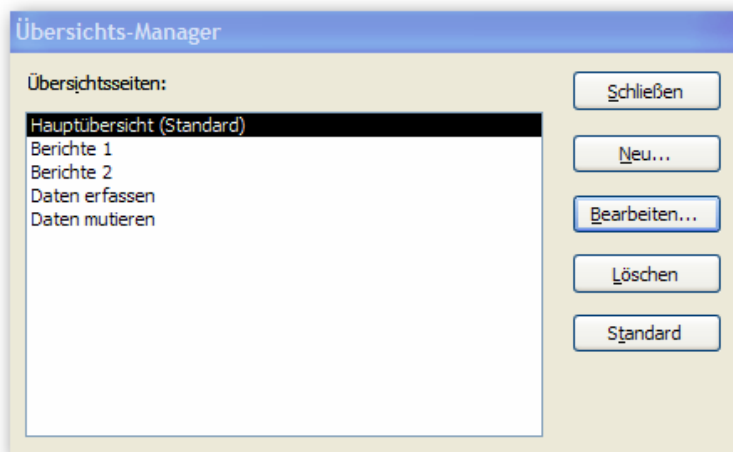 Übersichts-Manager
Übersichtsseiten:
Hauptübersicht (Standard)
Berichte 1
Berichte 2
Daten erfassen
Daten mutieren
Schließen
Neu...
Bearbeiten...
Löschen
Standard